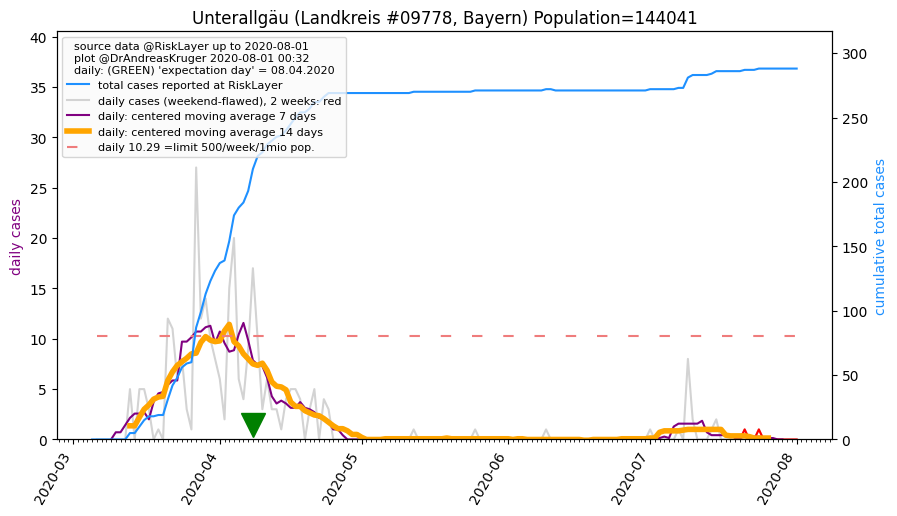 Unterallgäu (Landkreis #09778, Bayern) Population=144041
source data @RiskLayer up to 2020-08-01
plot @DrAndreasKruger 2020-08-01 00:32
daily: (GREEN) 'expectation day' = 08.04.2020
total cases reported at RiskLayer
daily cases (weekend-flawed), 2 weeks: red
daily: centered moving average 7 days
daily: centered moving average 14 days
daily 10.29 =limit 500/week/1mio pop.
daily cases
40
35
30
25
20
15
10
5
0
cumulative total cases
300
250
200
150
100
50
0
2020-03
2020-04
2020-05
2020-06
2020-07
2020-08